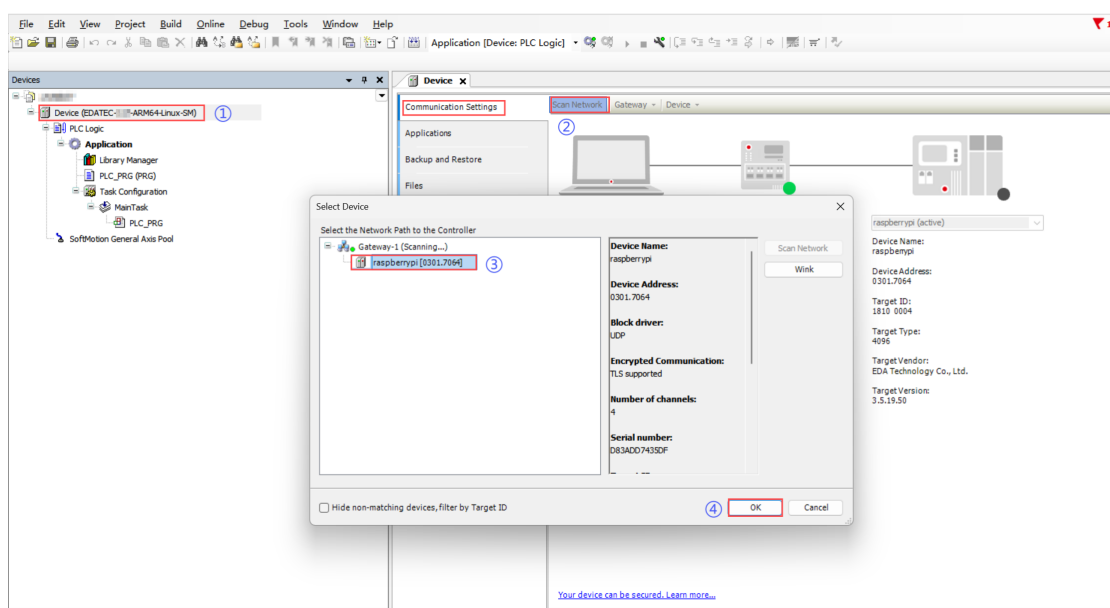 File Edit View Project Build Online Debug Tools Window Help
1
Application [Device: PLC Logic]
Devices
Device (EDATEC- -ARM64-Linux-SM)
①
PLC Logic
Application
Library Manager
PLC_PRG (PRG)
Task Configuration
MainTask
PLC_PRG
SoftMotion General Axis Pool
Device
Communication Settings
Applications
Backup and Restore
Files
Scan Network Gateway Device
②
raspberrypi (active)
Device Name:
raspberrypi
Device Address:
0301.7064
Target ID:
1810 0004
Target Type:
4096
Target Vendor:
EDA Technology Co., Ltd.
Target Version:
3.5.19.50
Select Device
Select the Network Path to the Controller
Gateway-1 (Scanning...)
raspberrypi [0301.7064]
③
Device Name:
raspberrypi
Device Address:
0301.7064
Block driver:
UDP
Encrypted Communication:
TLS supported
Number of channels:
4
Serial number:
D83ADD7435DF
Scan Network
Wink
Hide non-matching devices, filter by Target ID
④
OK
Cancel
Your device can be secured. Learn more...